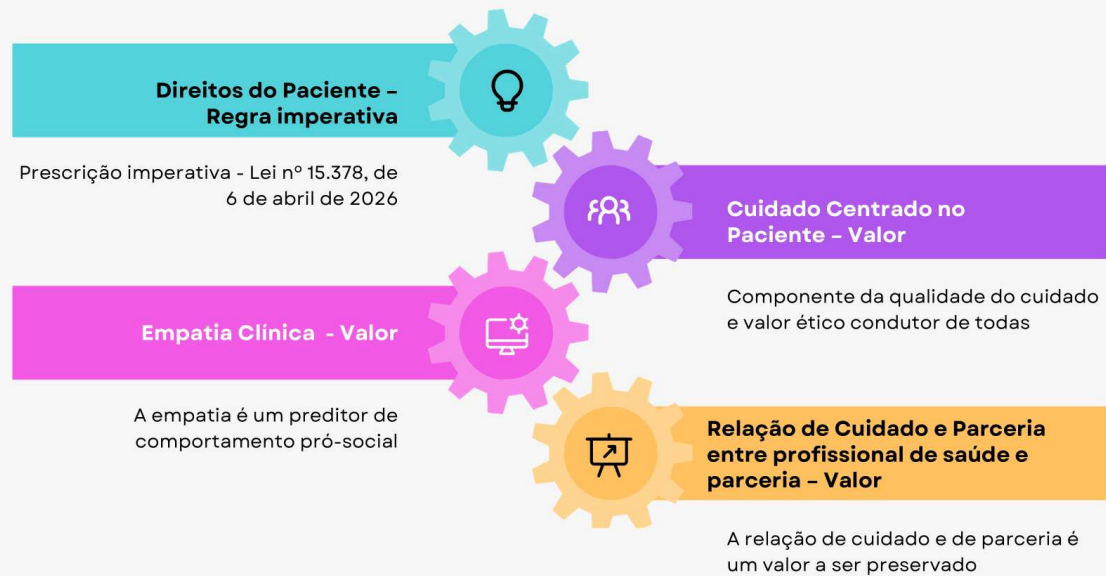 Direitos do Paciente –
Regra imperativa
Prescrição imperativa - Lei nº 15.378, de
6 de abril de 2026
Cuidado Centrado no
Paciente – Valor
Componente da qualidade do cuidado
e valor ético condutor de todas
Empatia Clínica - Valor
A empatia é um preditor de
comportamento pró-social
Relação de Cuidado e Parceria
entre profissional de saúde e
parceria – Valor
A relação de cuidado e de parceria é
um valor a ser preservado